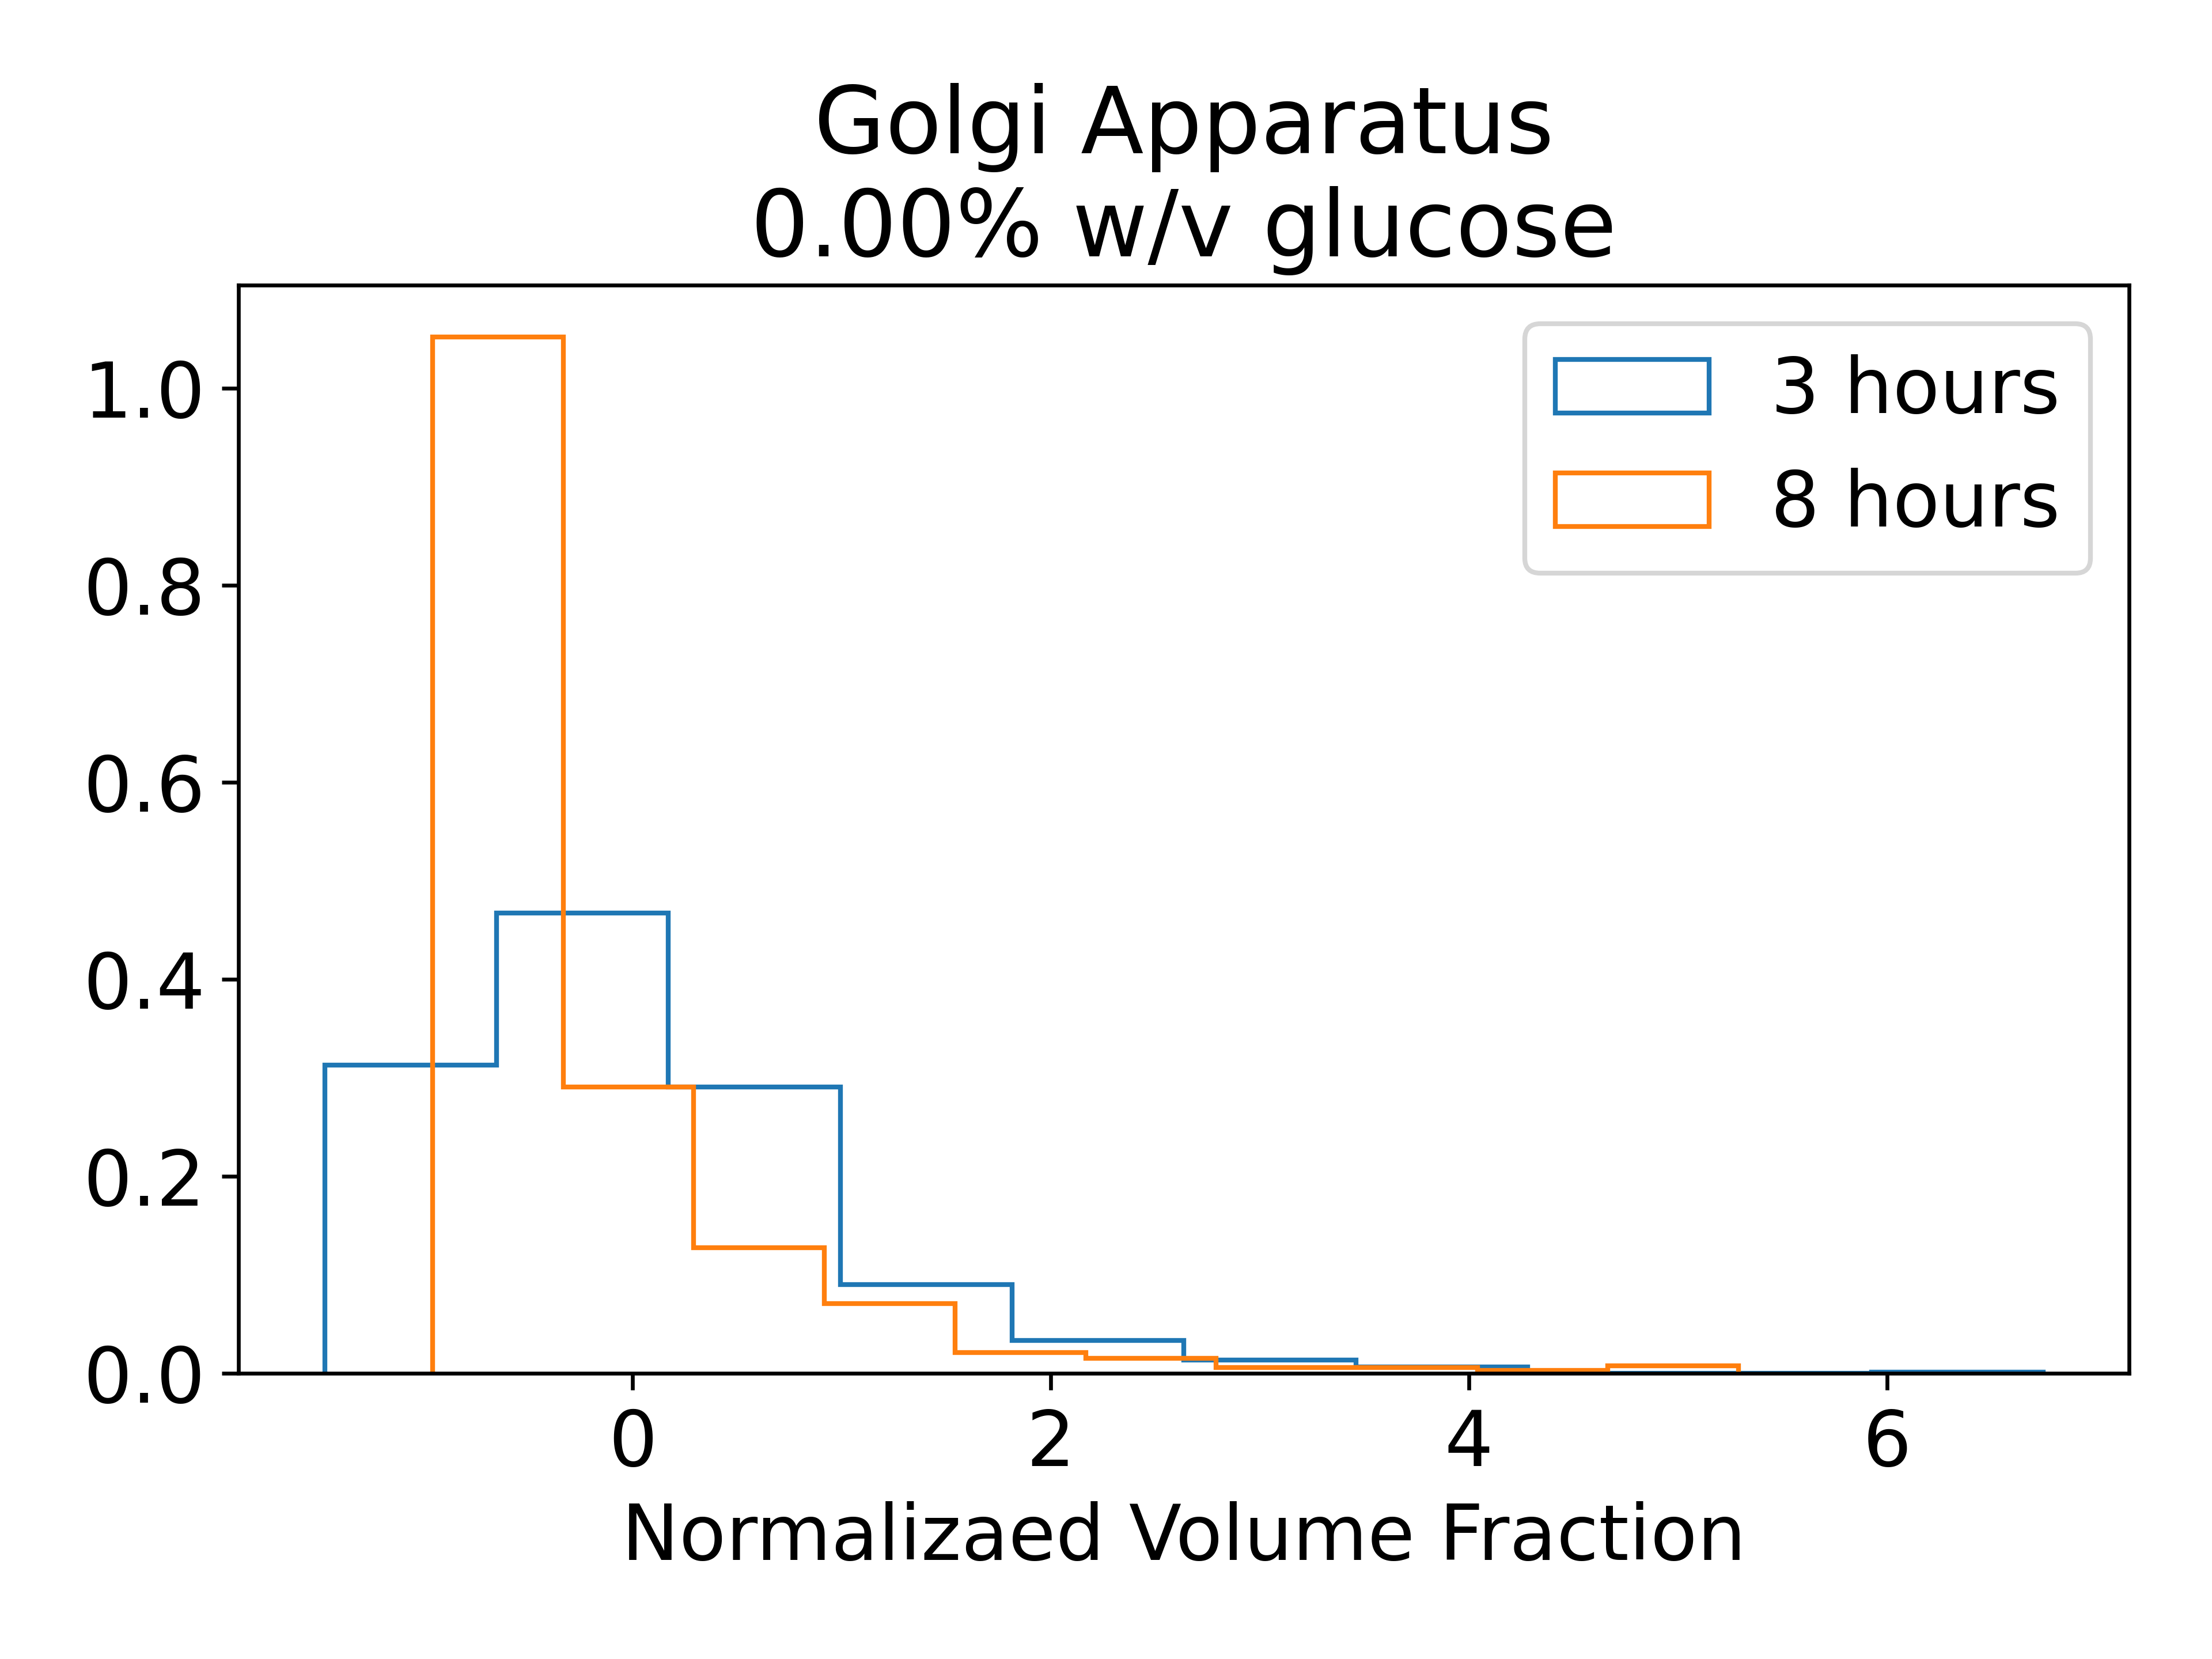 Golgi Apparatus
0.00% w/v glucose
3 hours
8 hours
1.0
0.8
0.6
0.4
0.2
0.0
0 2 4 6
Normalizaed Volume Fraction